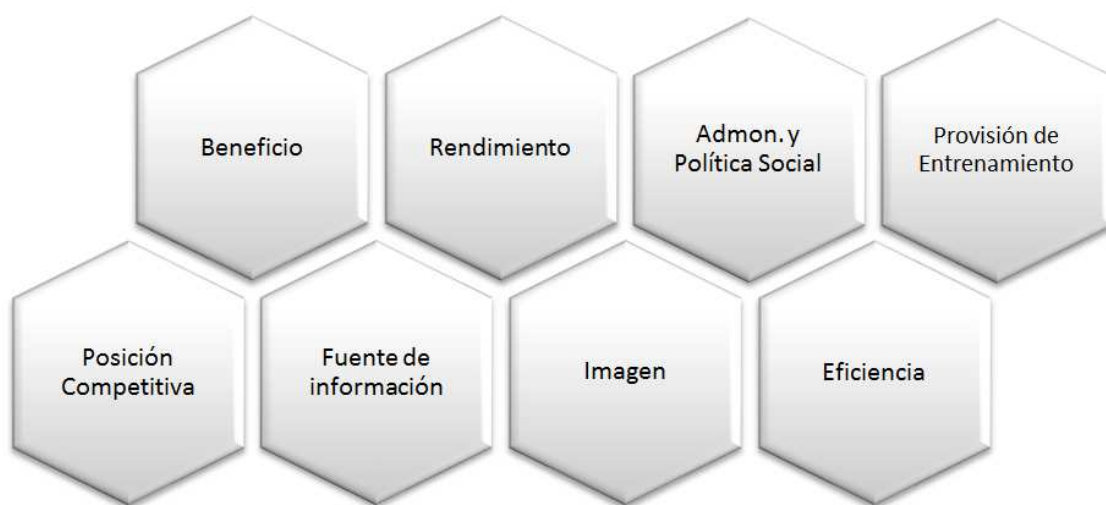 Beneficio
Rendimiento
Admon. y
Política Social
Provisión de
Entrenamiento
Posición
Competitiva
Fuente de
información
Imagen
Eficiencia